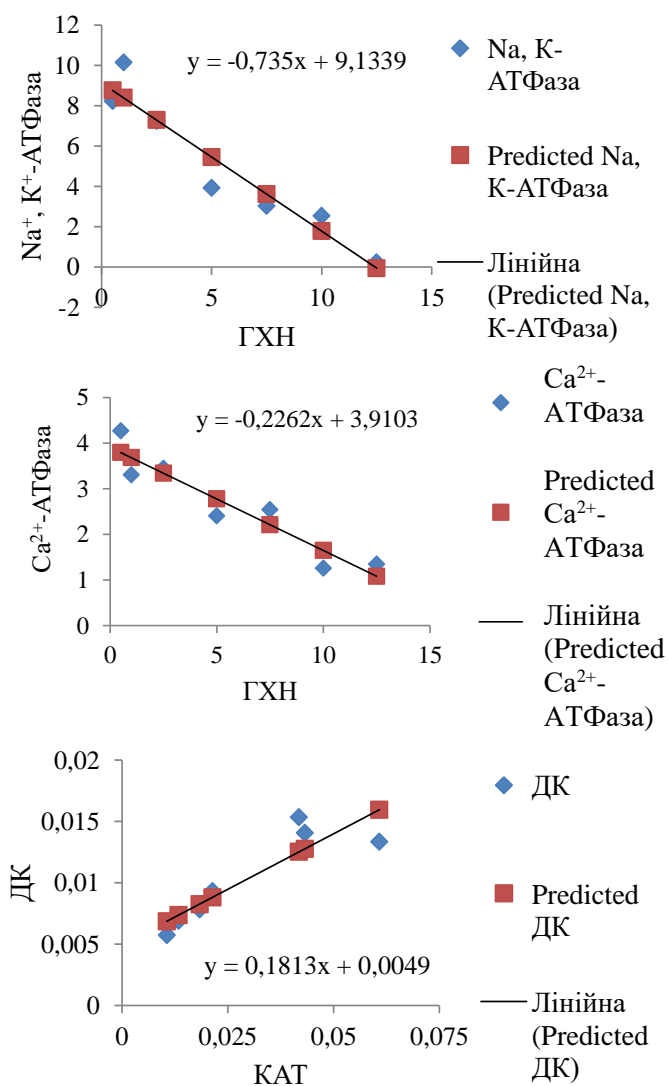 12
10
8
6
4
2
0
-2
0
5
10
15
Na⁺, К⁺-АТФаза
ГХН
y = -0,735x + 9,1339
Na, К-
АТФаза
Predicted Na,
К-АТФаза
Лінійна
(Predicted Na,
К-АТФаза)
5
4
3
2
1
0
0
5
10
15
Ca²⁺-АТФаза
ГХН
y = -0,2262x + 3,9103
Ca²⁺-
АТФаза
Predicted
Ca²⁺-
АТФаза
Лінійна
(Predicted
Ca²⁺-
АТФаза)
0,02
0,015
0,01
0,005
0
0
0,025
0,05
0,075
ДК
КАТ
y = 0,1813x + 0,0049
ДК
Predicted
ДК
Лінійна
(Predicted
ДК)